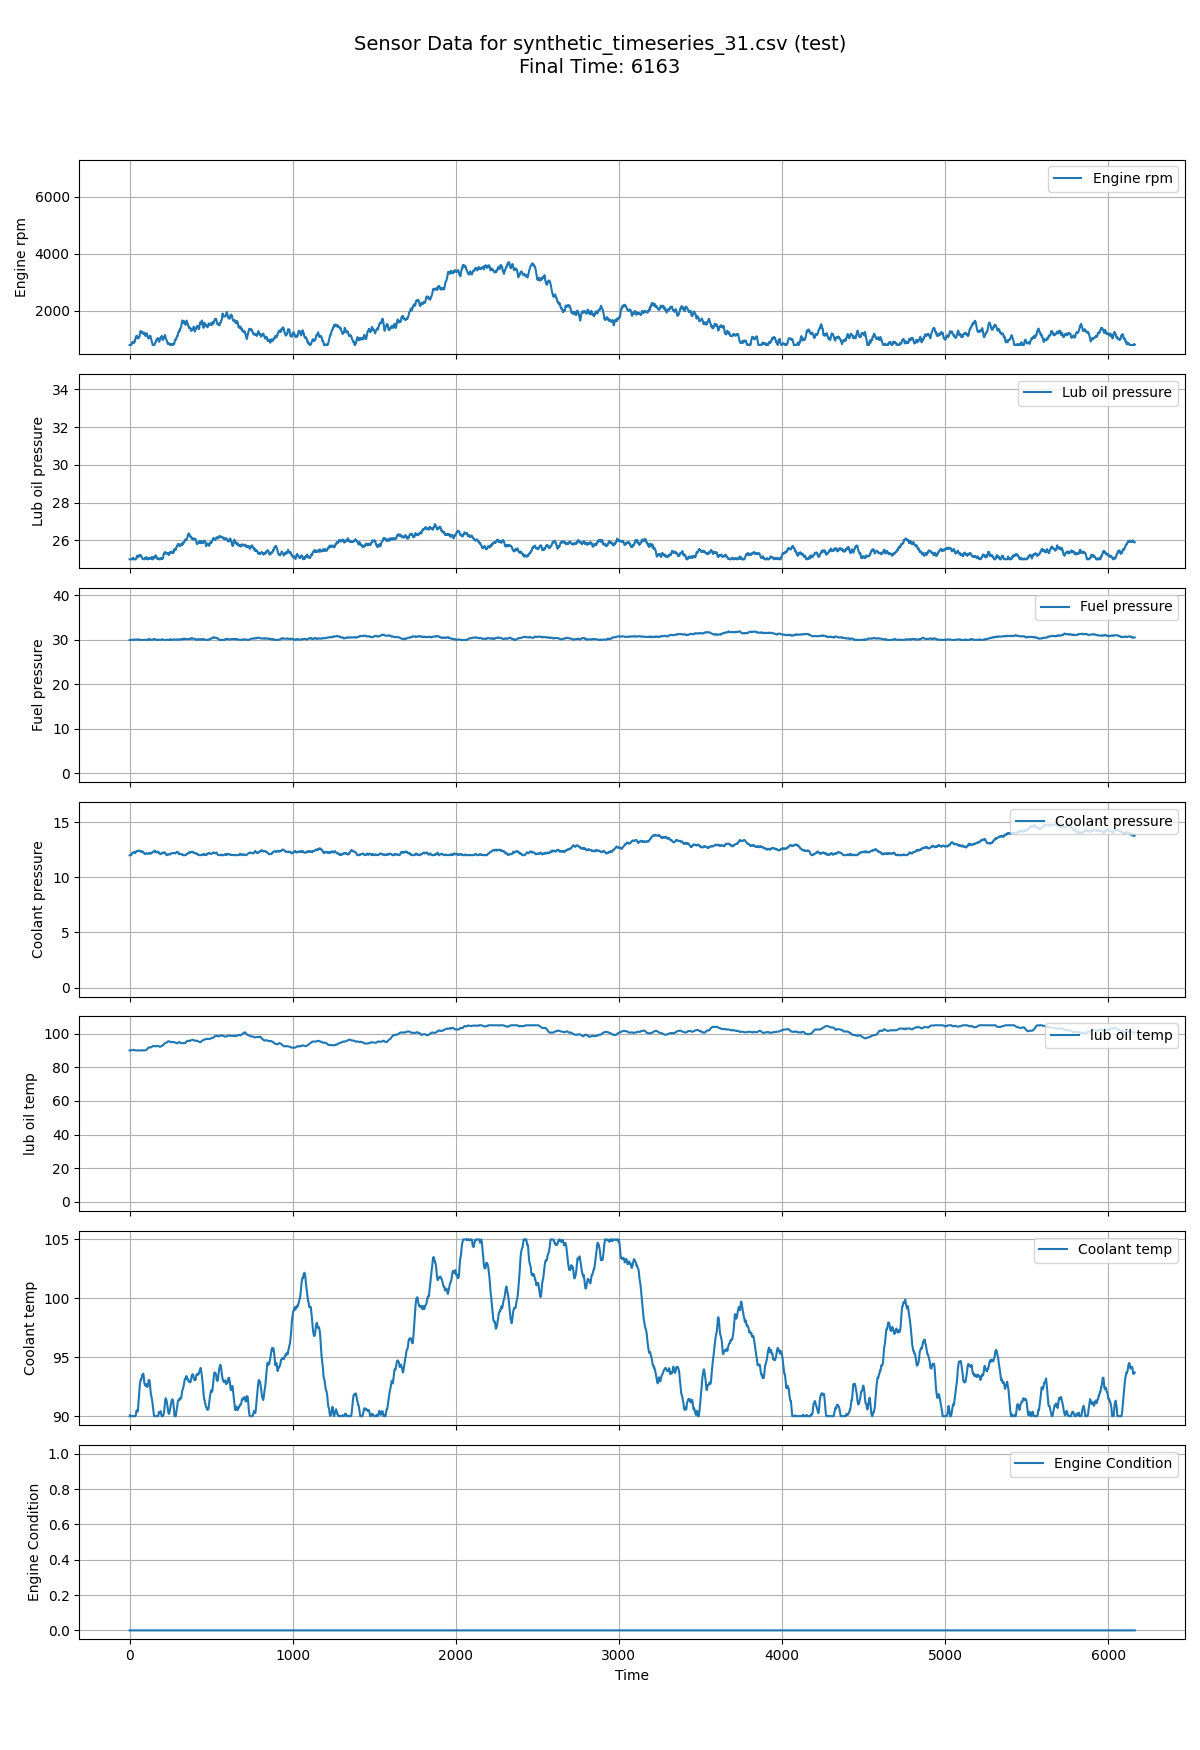 Sensor Data for synthetic_timeseries_31.csv (test)
Final Time: 6163
Engine rpm
6000
4000
2000
Engine rpm
Lub oil pressure
34
32
30
28
26
Lub oil pressure
Fuel pressure
40
30
20
10
0
Fuel pressure
Coolant pressure
15
10
5
0
Coolant pressure
lub oil temp
100
80
60
40
20
0
lub oil temp
Coolant temp
105
100
95
90
Coolant temp
Engine Condition
1.0
0.8
0.6
0.4
0.2
0.0
Engine Condition
0 1000 2000 3000 4000 5000 6000
Time